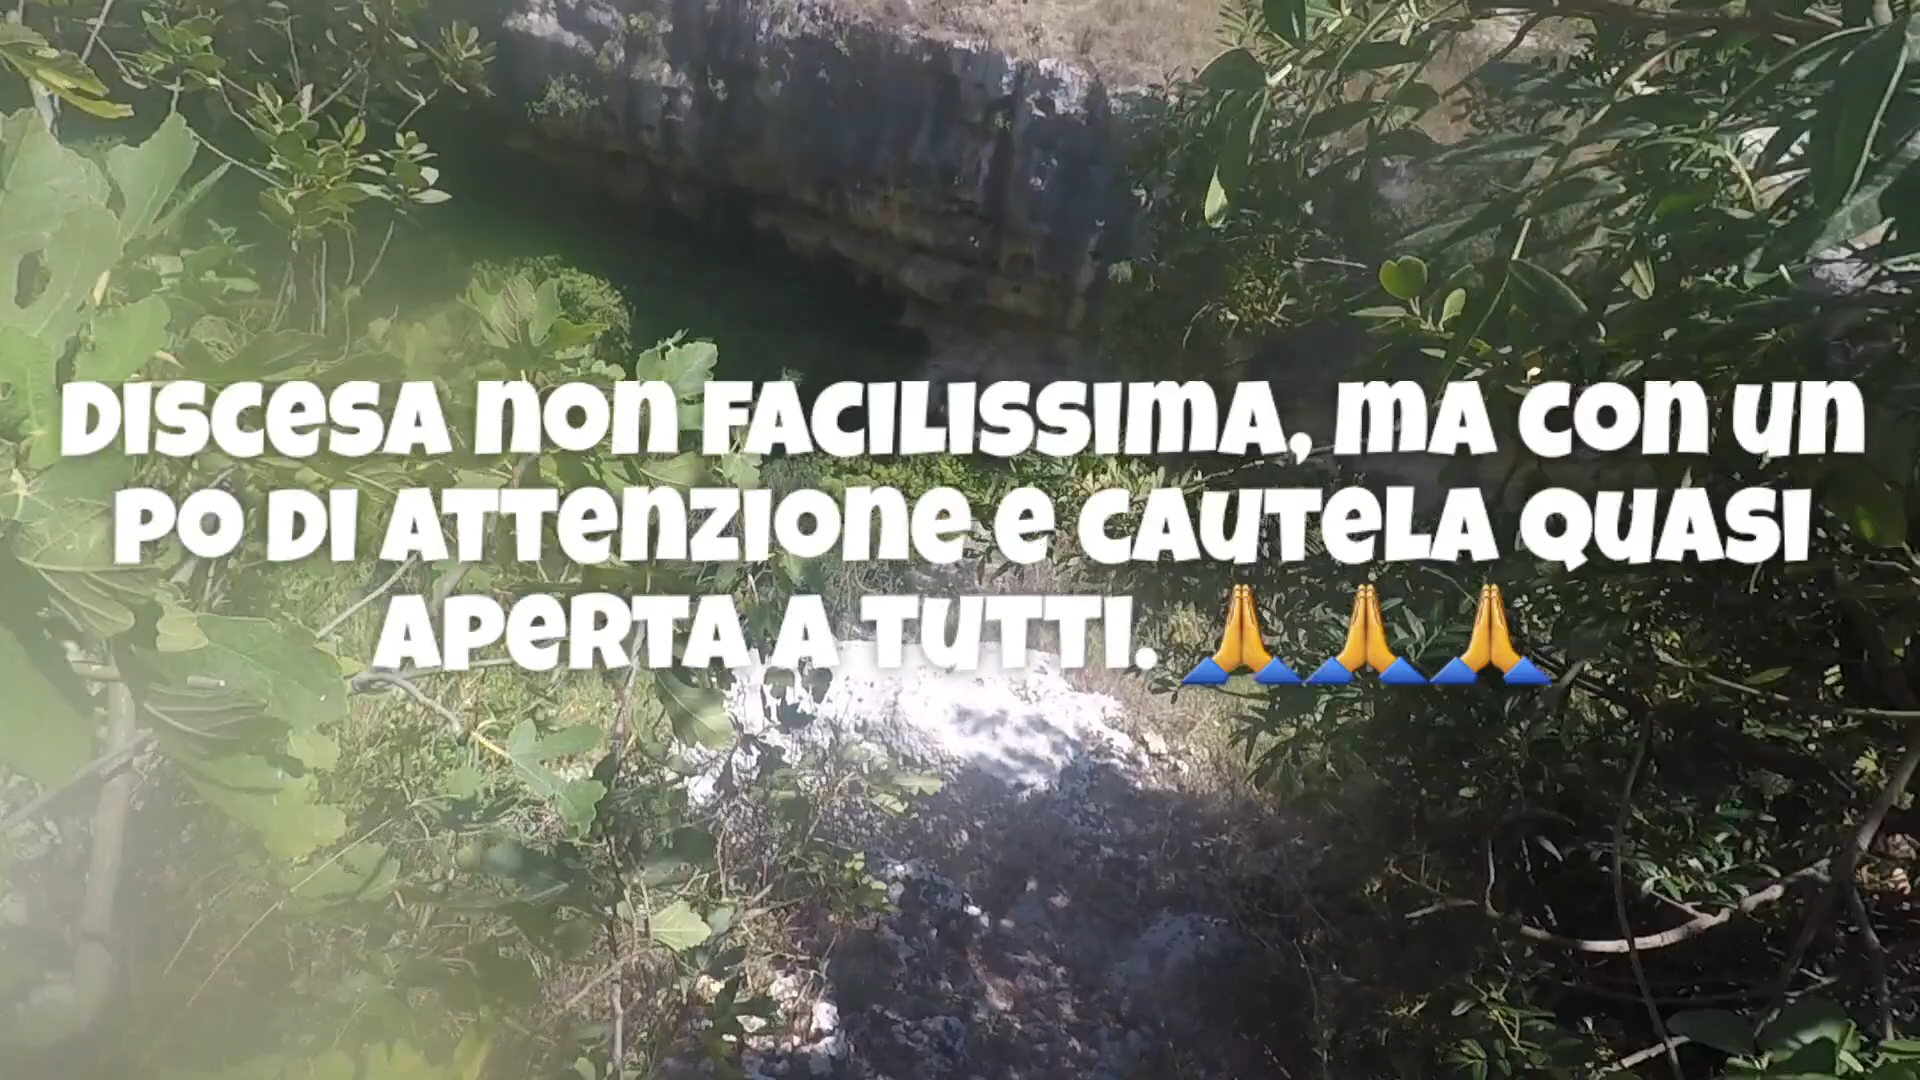 DISCESA NON FACILISSIMA, MA CON UN
PO DI ATTENZIONE E CAUTELA QUASI
APERTA A TUTTI. 🙏🙏🙏